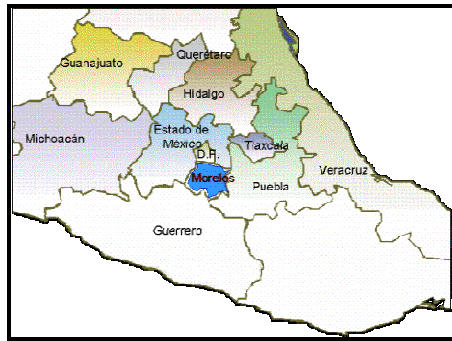 Querétaro
Guanajuato
Hidalgo
Estado de
México
Michoacán
D.F.
Tlaxcala
Veracruz
Morelos
Puebla
Guerrero